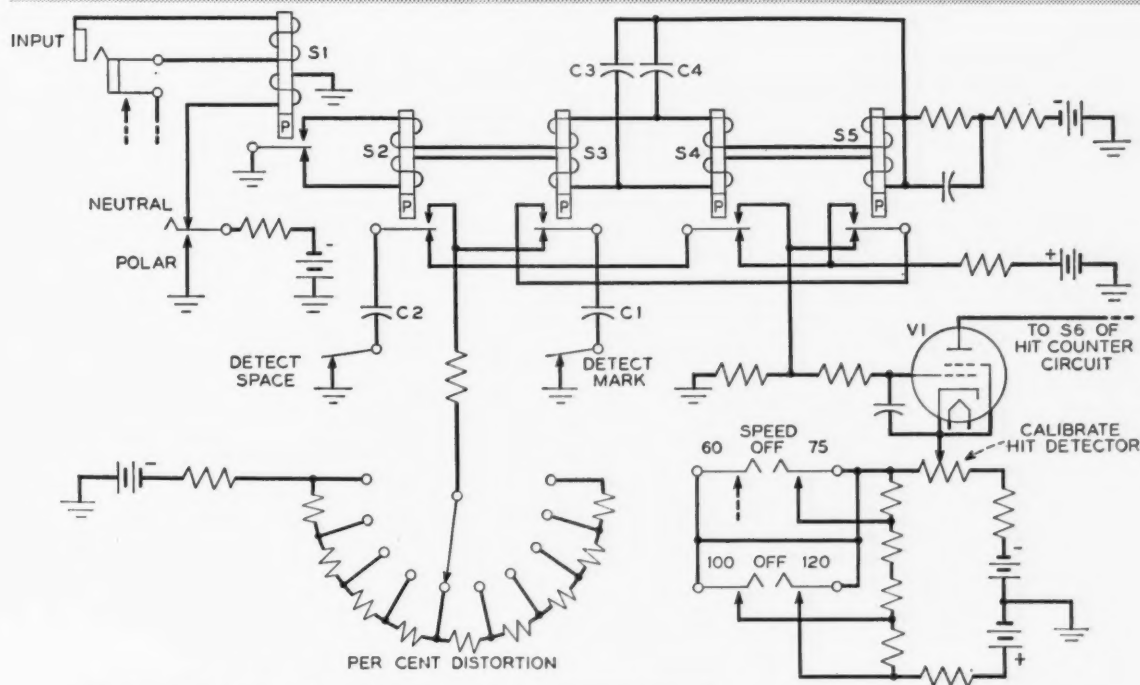 INPUT
S1
P
C3
C4
S2
S3
S4
S5
-
P
P
P
P
NEUTRAL
POLAR
-
+
C2
C1
DETECT
SPACE
DETECT
MARK
V1
TO S6 OF
HIT COUNTER
CIRCUIT
CALIBRATE
HIT DETECTOR
SPEED
60 OFF 75
-
100 OFF 120
-
+
PER CENT DISTORTION